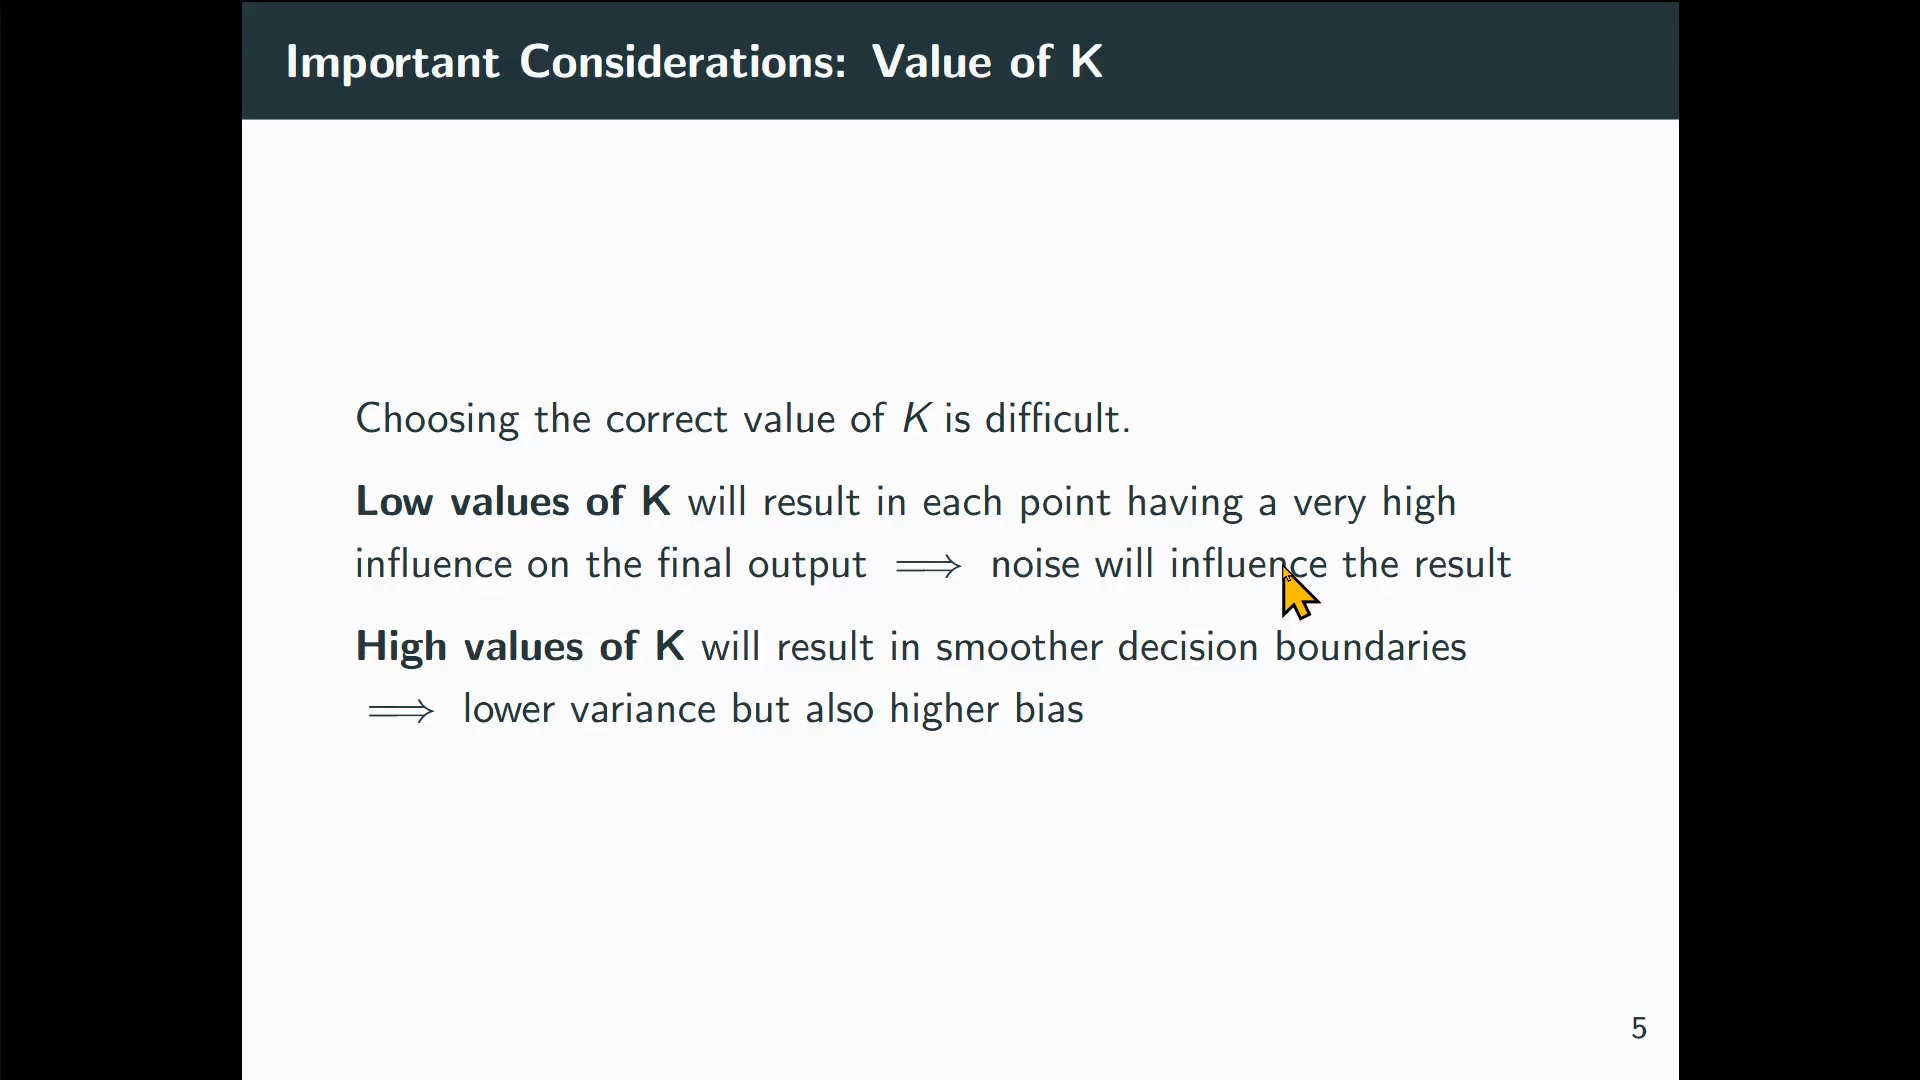 Important Considerations: Value of K
Choosing the correct value of K is difficult.
Low values of K will result in each point having a very high
influence on the final output ⟹ noise will influence the result
High values of K will result in smoother decision boundaries
⟹ lower variance but also higher bias
5